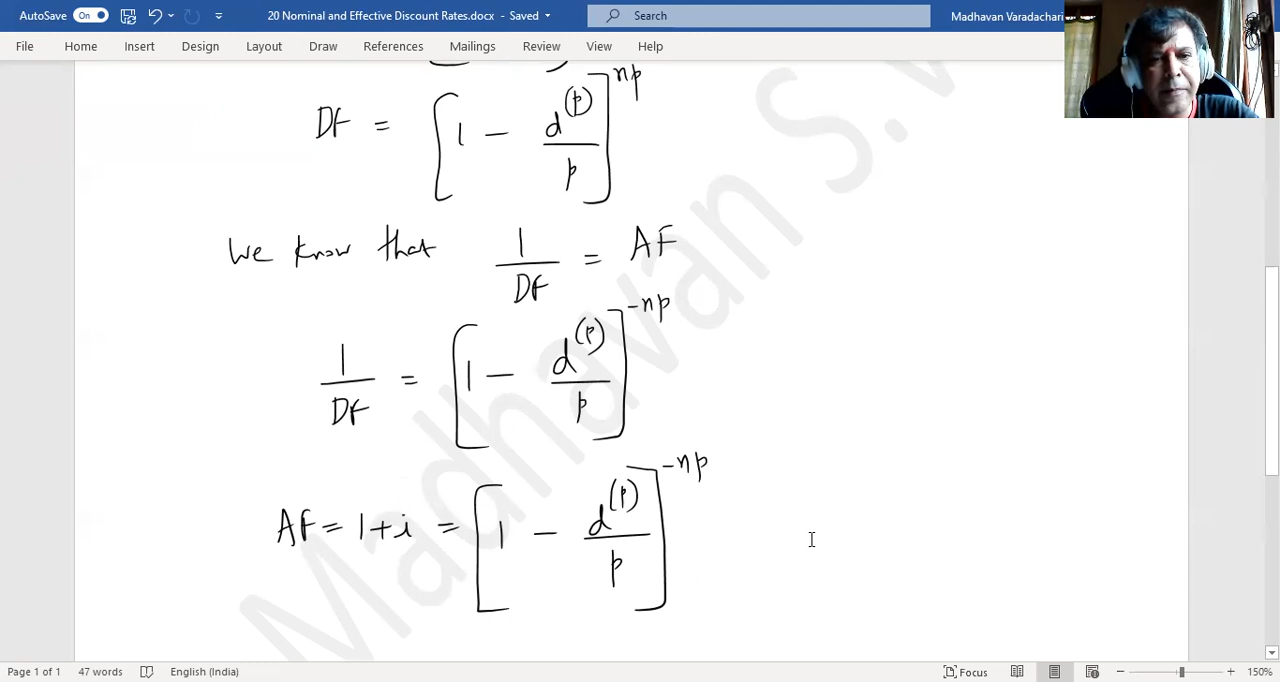 AutoSave On 20 Nominal and Effective Discount Rates.docx - Saved Search Madhavan Varadachari
File Home Insert Design Layout Draw References Mailings Review View Help
DF = [1 - d^(p)/p]^np
We know that 1/DF = AF
1/DF = [1 - d^(p)/p]^-np
AF = 1+i = [1 - d^(p)/p]^-np
Madhavan S. V
Page 1 of 1 47 words English (India) Focus 150%